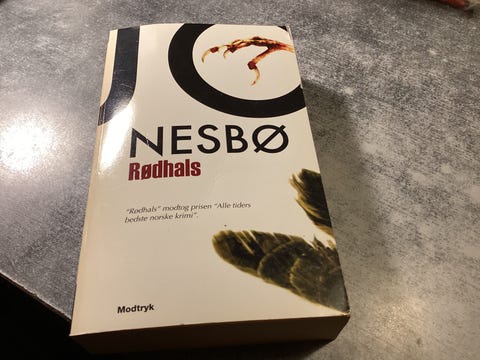 JO
NESBØ
Rødhals
"Rødhals" modtog prisen "Alle tiders
bedste norske krimi".
Modtryk